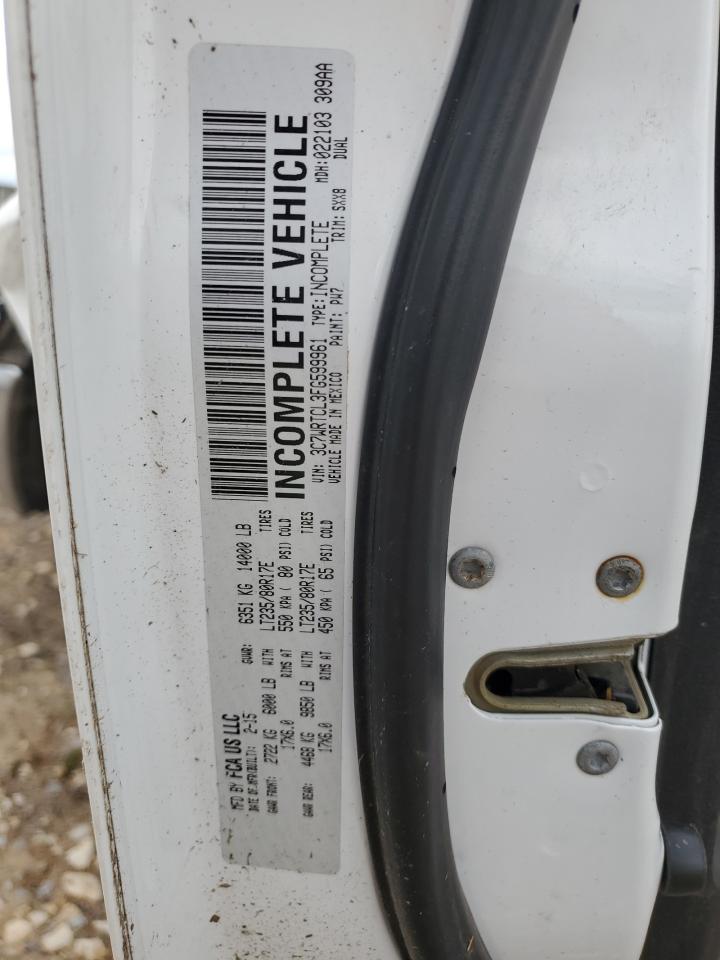 MFD BY FCA US LLC
DATE OF MFR(BUILT): 2-15 GVWR: 6351 KG 14000 LB
GAWR FRONT: 2722 KG 6000 LB WITH LT235/80R17E TIRES
17X6.0 RIMS AT 550 KPA ( 80 PSI) COLD
GAWR REAR: 4468 KG 9850 LB WITH LT235/80R17E TIRES
17X6.0 RIMS AT 450 KPA ( 65 PSI) COLD
INCOMPLETE VEHICLE
VIN: 3C7WRTCL3FG599961 TYPE:INCOMPLETE MDH:022103 309AA
VEHICLE MADE IN MEXICO PAINT: PW7 TRIM: SXX8 DUAL